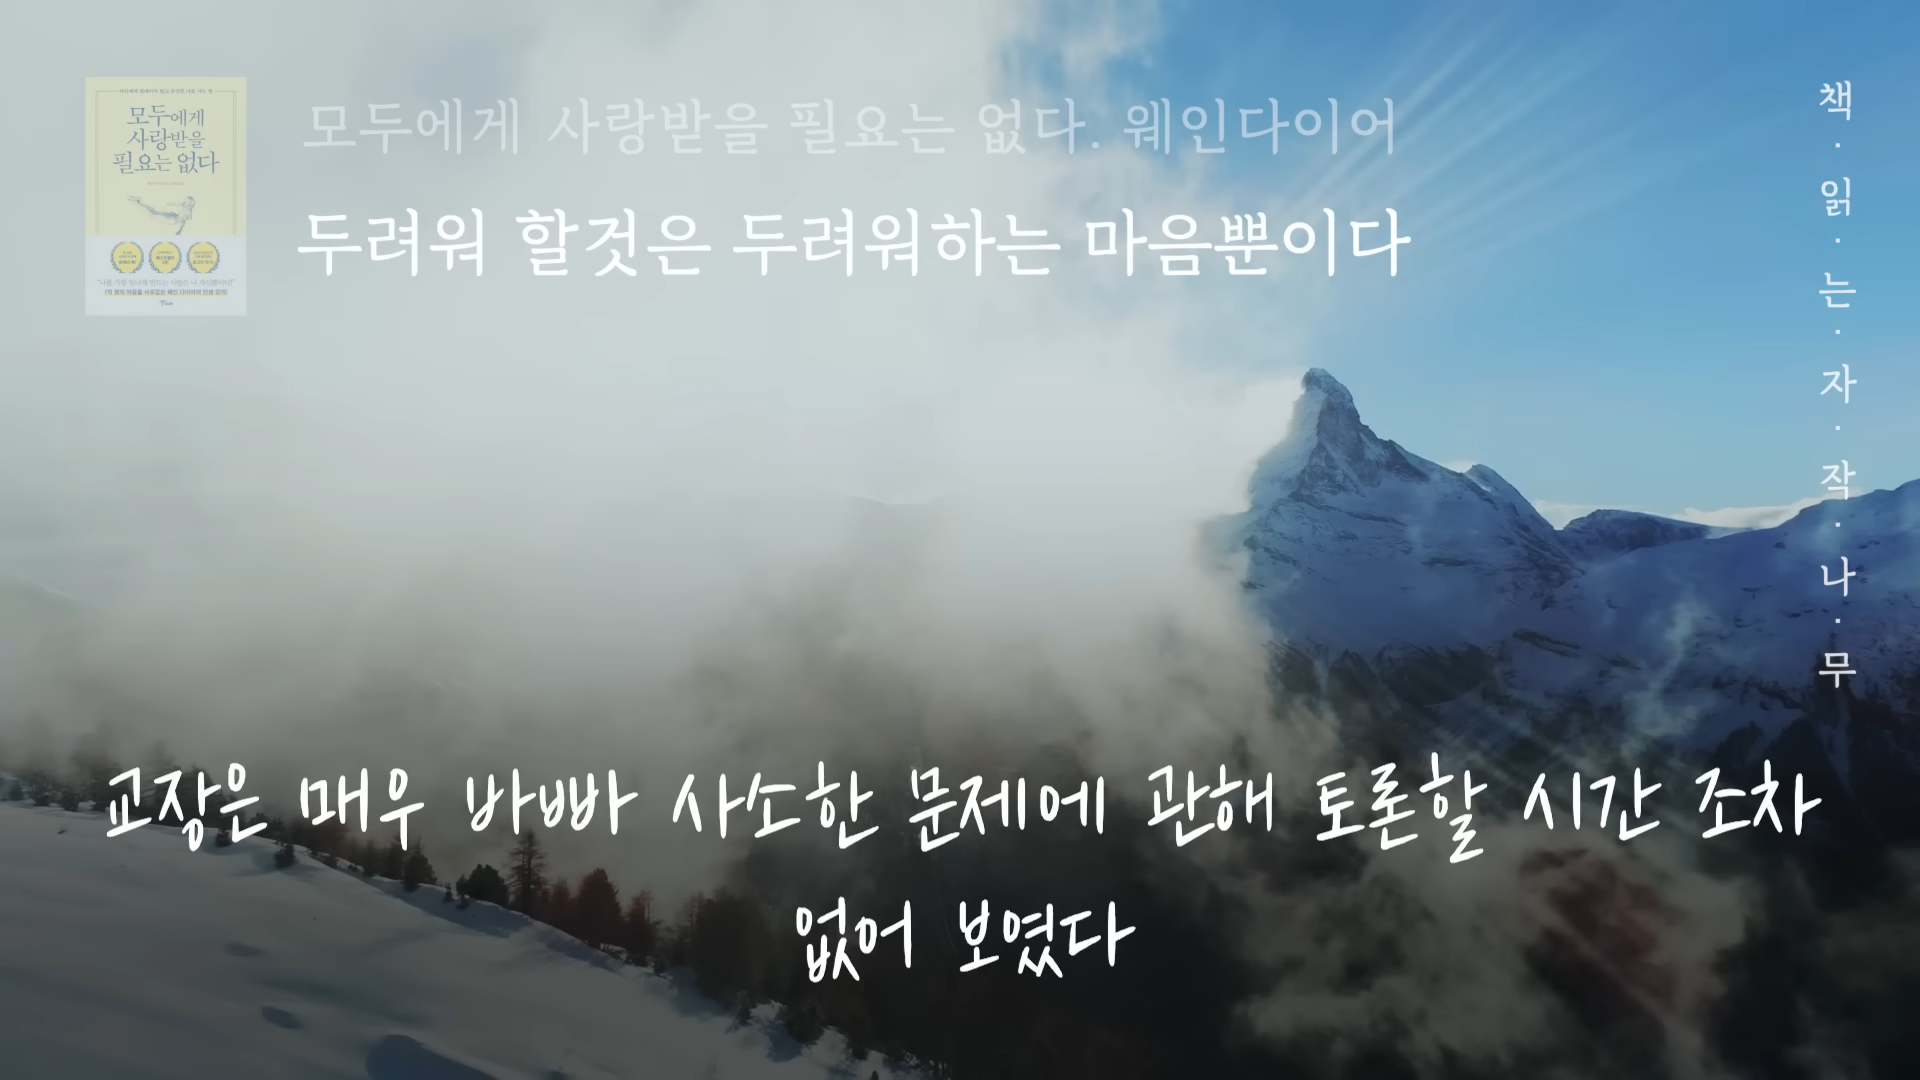 모두에게
사랑받을
필요는 없다
모두에게 사랑받을 필요는 없다. 웨인다이어
두려워 할것은 두려워하는 마음뿐이다
책·읽·는·자·작·나·무
교장은 매우 바빠 사소한 문제에 관해 토론할 시간 조차
없어 보였다